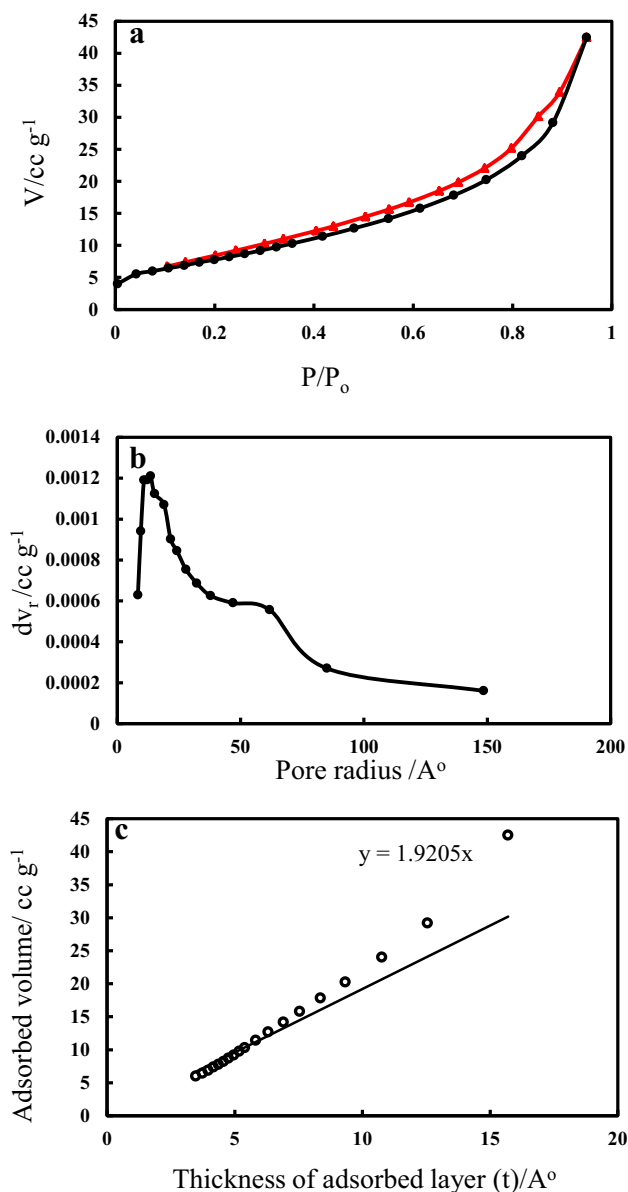 a
V/cc g-1
45
40
35
30
25
20
15
10
5
0
0 0.2 0.4 0.6 0.8 1
P/Po
b
dvr /cc g-1
0.0014
0.0012
0.001
0.0008
0.0006
0.0004
0.0002
0
0 50 100 150 200
Pore radius /Ao
c
Adsorbed volume/ cc g-1
45
40
35
30
25
20
15
10
5
0
y = 1.9205x
0 5 10 15 20
Thickness of adsorbed layer (t)/Ao